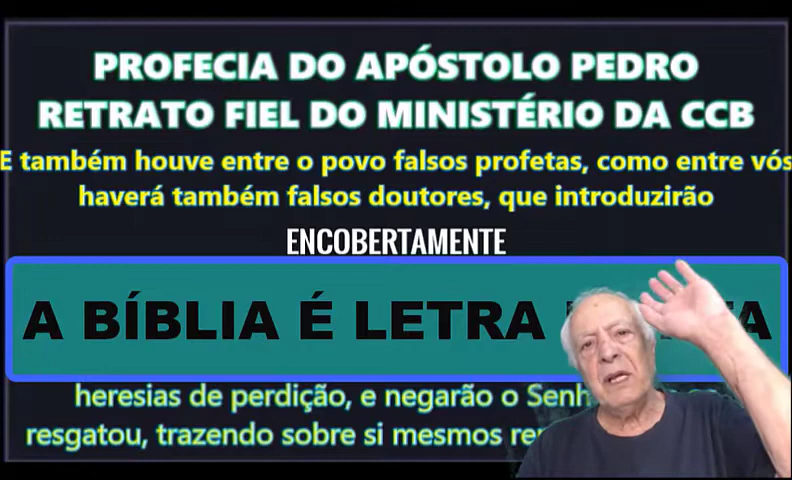 PROFECIA DO APÓSTOLO PEDRO
RETRATO FIEL DO MINISTÉRIO DA CCB
E também houve entre o povo falsos profetas, como entre vós
haverá também falsos doutores, que introduzirão
ENCOBERTAMENTE
A BÍBLIA É LETRA
heresias de perdição, e negarão o
resgatou, trazendo sobre si mesmos